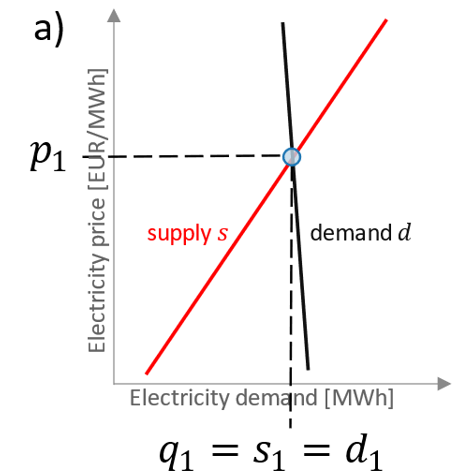 a)
Electricity price [EUR/MWh]
p₁
supply s
demand d
Electricity demand [MWh]
q₁ = s₁ = d₁